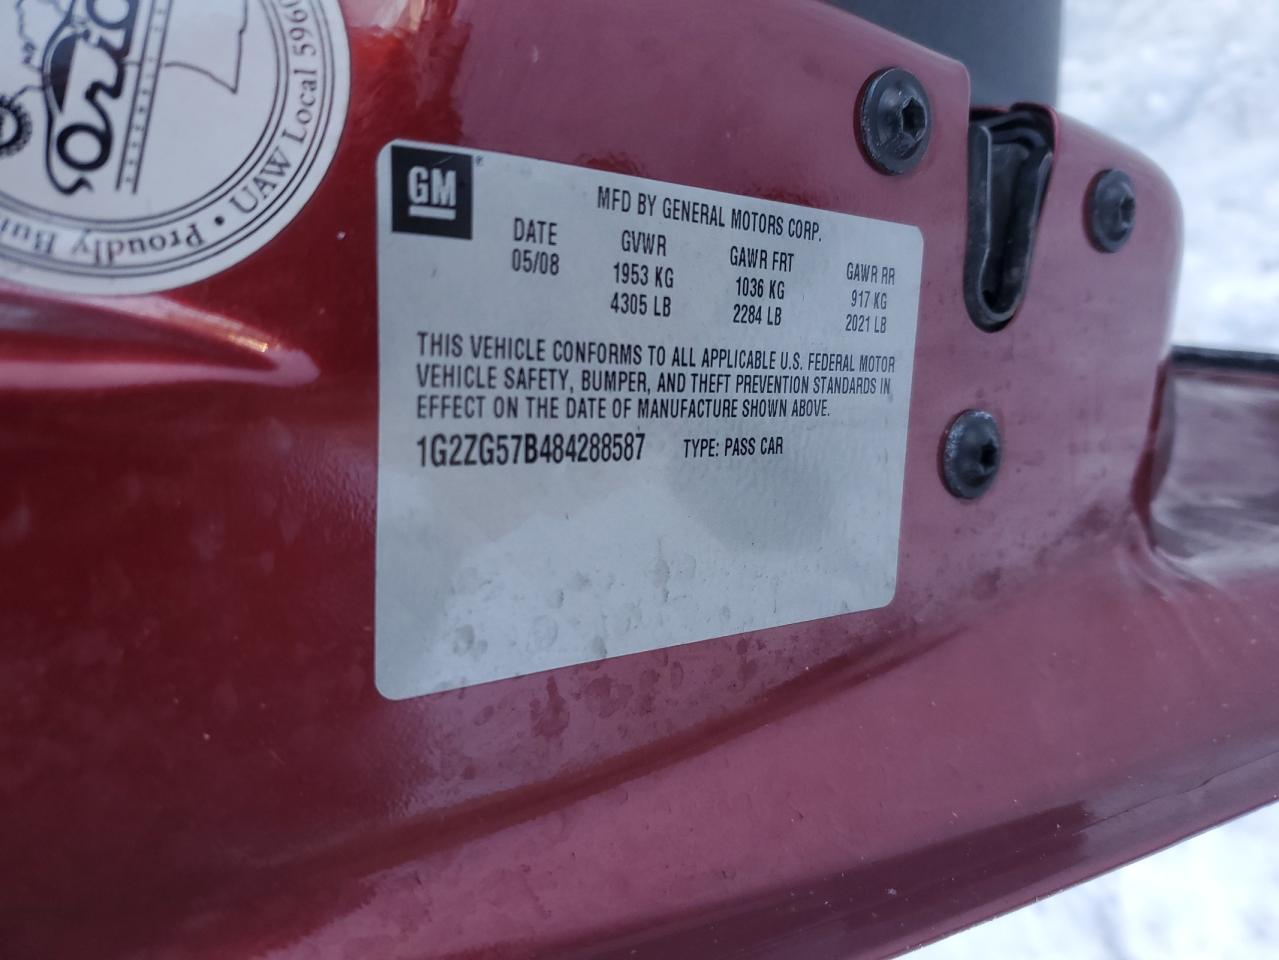 Orion
Proudly Bui
• UAW Local 5960
GM
MFD BY GENERAL MOTORS CORP.
DATE GVWR GAWR FRT GAWR RR
05/08 1953 KG 1036 KG 917 KG
4305 LB 2284 LB 2021 LB
THIS VEHICLE CONFORMS TO ALL APPLICABLE U.S. FEDERAL MOTOR
VEHICLE SAFETY, BUMPER, AND THEFT PREVENTION STANDARDS IN
EFFECT ON THE DATE OF MANUFACTURE SHOWN ABOVE.
1G2ZG57B484288587 TYPE: PASS CAR